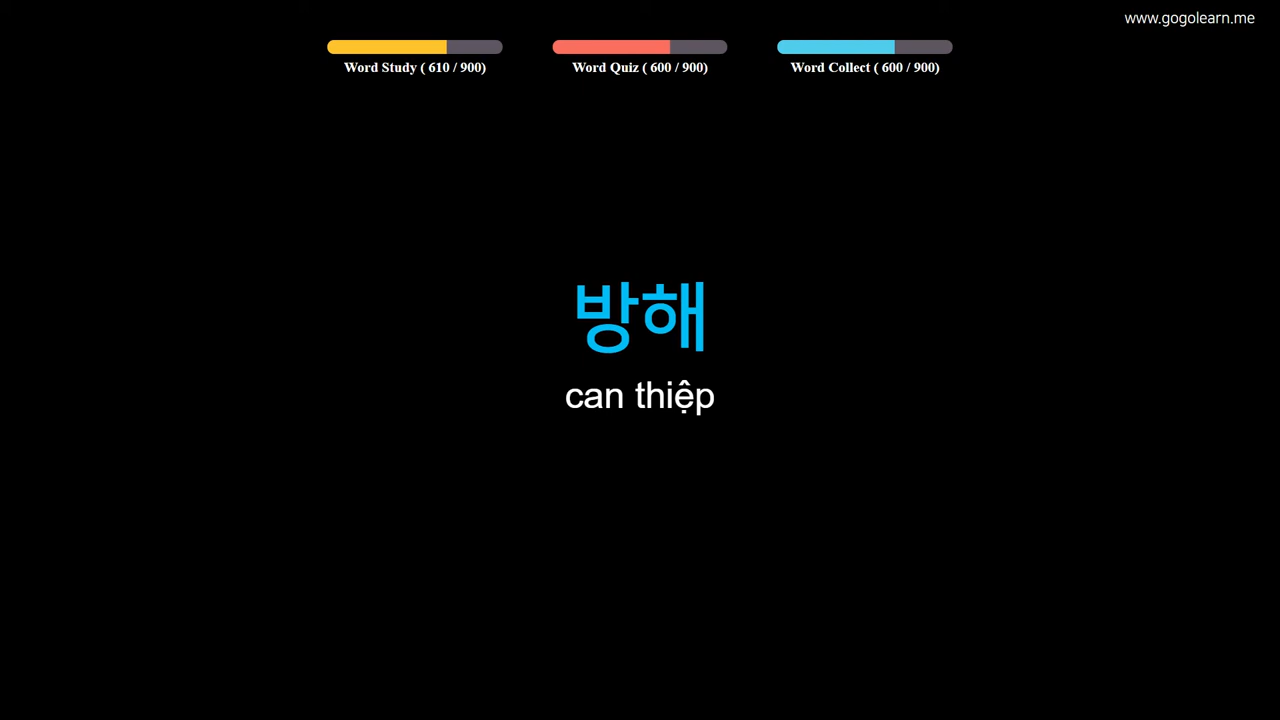 www.gogolearn.me
Word Study ( 610 / 900)
Word Quiz ( 600 / 900)
Word Collect ( 600 / 900)
방해
can thiệp